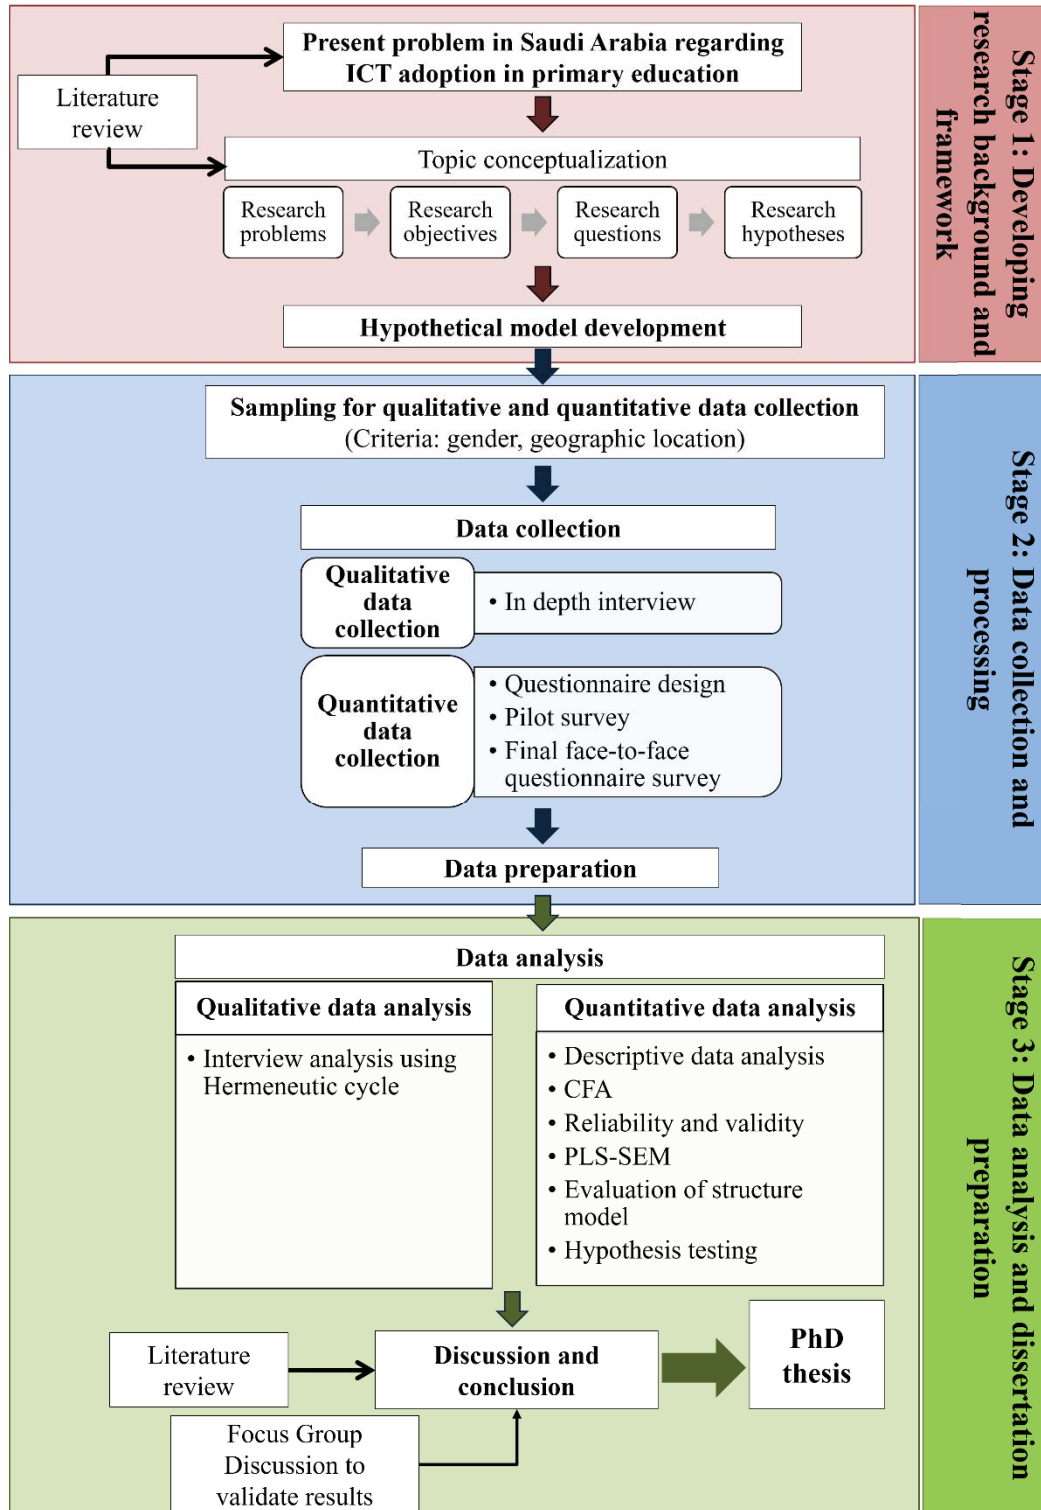 Present problem in Saudi Arabia regarding
ICT adoption in primary education
Literature
review
Topic conceptualization
Research
problems
Research
objectives
Research
questions
Research
hypotheses
Hypothetical model development
Stage 1: Developing
research background and
framework
Sampling for qualitative and quantitative data collection
(Criteria: gender, geographic location)
Data collection
Qualitative
data
collection
• In depth interview
Quantitative
data
collection
• Questionnaire design
• Pilot survey
• Final face-to-face
questionnaire survey
Data preparation
Stage 2: Data collection and
processing
Data analysis
Qualitative data analysis
• Interview analysis using
Hermeneutic cycle
Quantitative data analysis
• Descriptive data analysis
• CFA
• Reliability and validity
• PLS-SEM
• Evaluation of structure
model
• Hypothesis testing
Literature
review
Discussion and
conclusion
PhD
thesis
Focus Group
Discussion to
validate results
Stage 3: Data analysis and dissertation
preparation